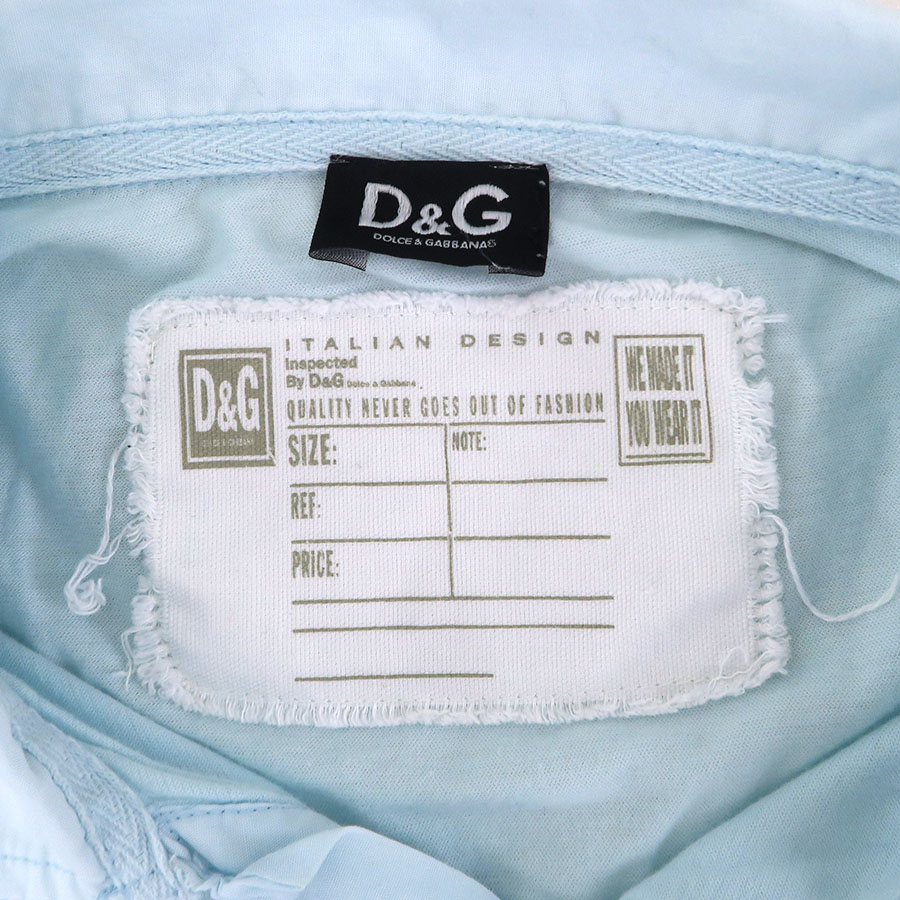 D&G
DOLCE & GABBANAS
ITALIAN DESIGN
Inspected
By D&G Dolce & Gabbana
D&G
WE MADE IT
YOU WEAR IT
QUALITY NEVER GOES OUT OF FASHION
SIZE:
NOTE:
REF:
PRICE: